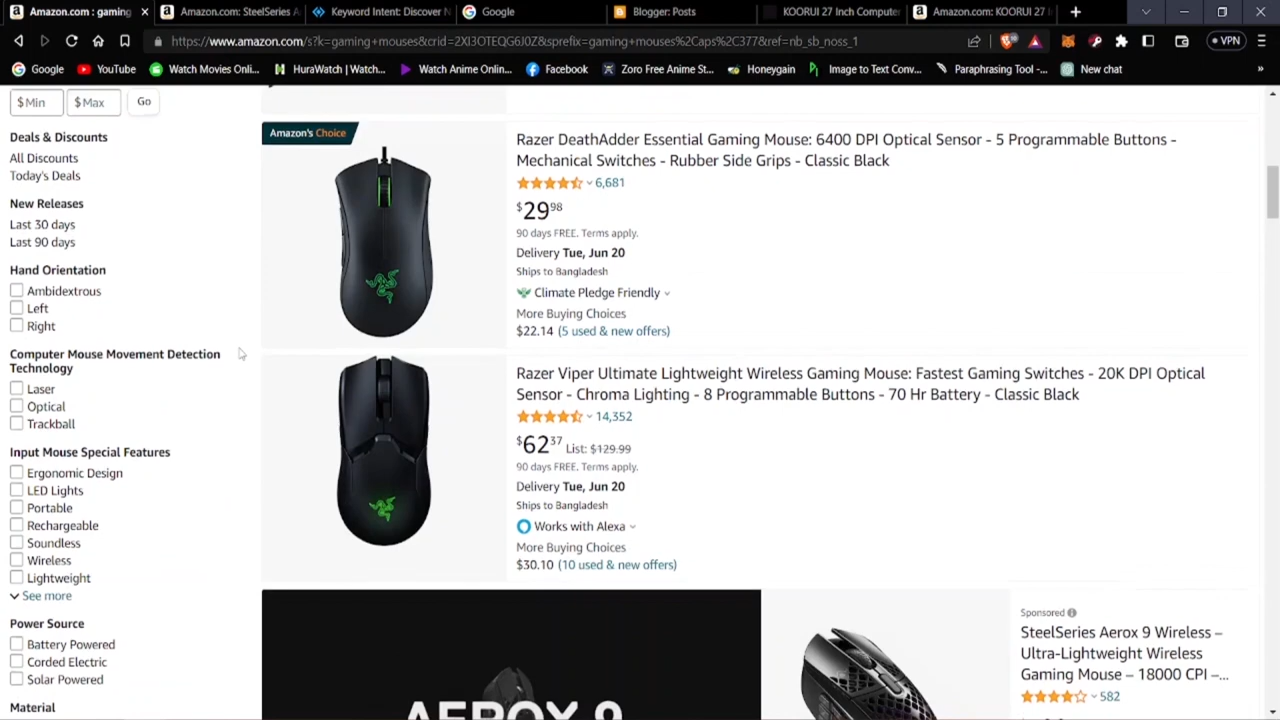 Amazon.com : gaming
Amazon.com: SteelSeries A
Keyword Intent: Discover N
Google
Blogger: Posts
KOORUI 27 Inch Compute
Amazon.com: KOORUI 27 I
https://www.amazon.com/s?k=gaming+mouses&crid=2XI3OTEQG6J0Z&sprefix=gaming+mouses%2Caps%2C377&ref=nb_sb_noss_1
VPN
Google
YouTube
Watch Movies Onli...
HuraWatch | Watch...
Watch Anime Onlin...
Facebook
Zoro Free Anime St...
Honeygain
Image to Text Conv...
Paraphrasing Tool -...
New chat
»
$ Min
$ Max
Go
Deals & Discounts
All Discounts
Today's Deals
New Releases
Last 30 days
Last 90 days
Hand Orientation
Ambidextrous
Left
Right
Computer Mouse Movement Detection
Technology
Laser
Optical
Trackball
Input Mouse Special Features
Ergonomic Design
LED Lights
Portable
Rechargeable
Soundless
Wireless
Lightweight
See more
Power Source
Battery Powered
Corded Electric
Solar Powered
Material
Amazon's Choice
Razer DeathAdder Essential Gaming Mouse: 6400 DPI Optical Sensor - 5 Programmable Buttons -
Mechanical Switches - Rubber Side Grips - Classic Black
6,681
$29 98
90 days FREE. Terms apply.
Delivery Tue, Jun 20
Ships to Bangladesh
Climate Pledge Friendly
More Buying Choices
$22.14 (5 used & new offers)
Razer Viper Ultimate Lightweight Wireless Gaming Mouse: Fastest Gaming Switches - 20K DPI Optical
Sensor - Chroma Lighting - 8 Programmable Buttons - 70 Hr Battery - Classic Black
14,352
$62 37 List: $129.99
90 days FREE. Terms apply.
Delivery Tue, Jun 20
Ships to Bangladesh
Works with Alexa
More Buying Choices
$30.10 (10 used & new offers)
AEROX 9
Sponsored
SteelSeries Aerox 9 Wireless –
Ultra-Lightweight Wireless
Gaming Mouse – 18000 CPI –...
582